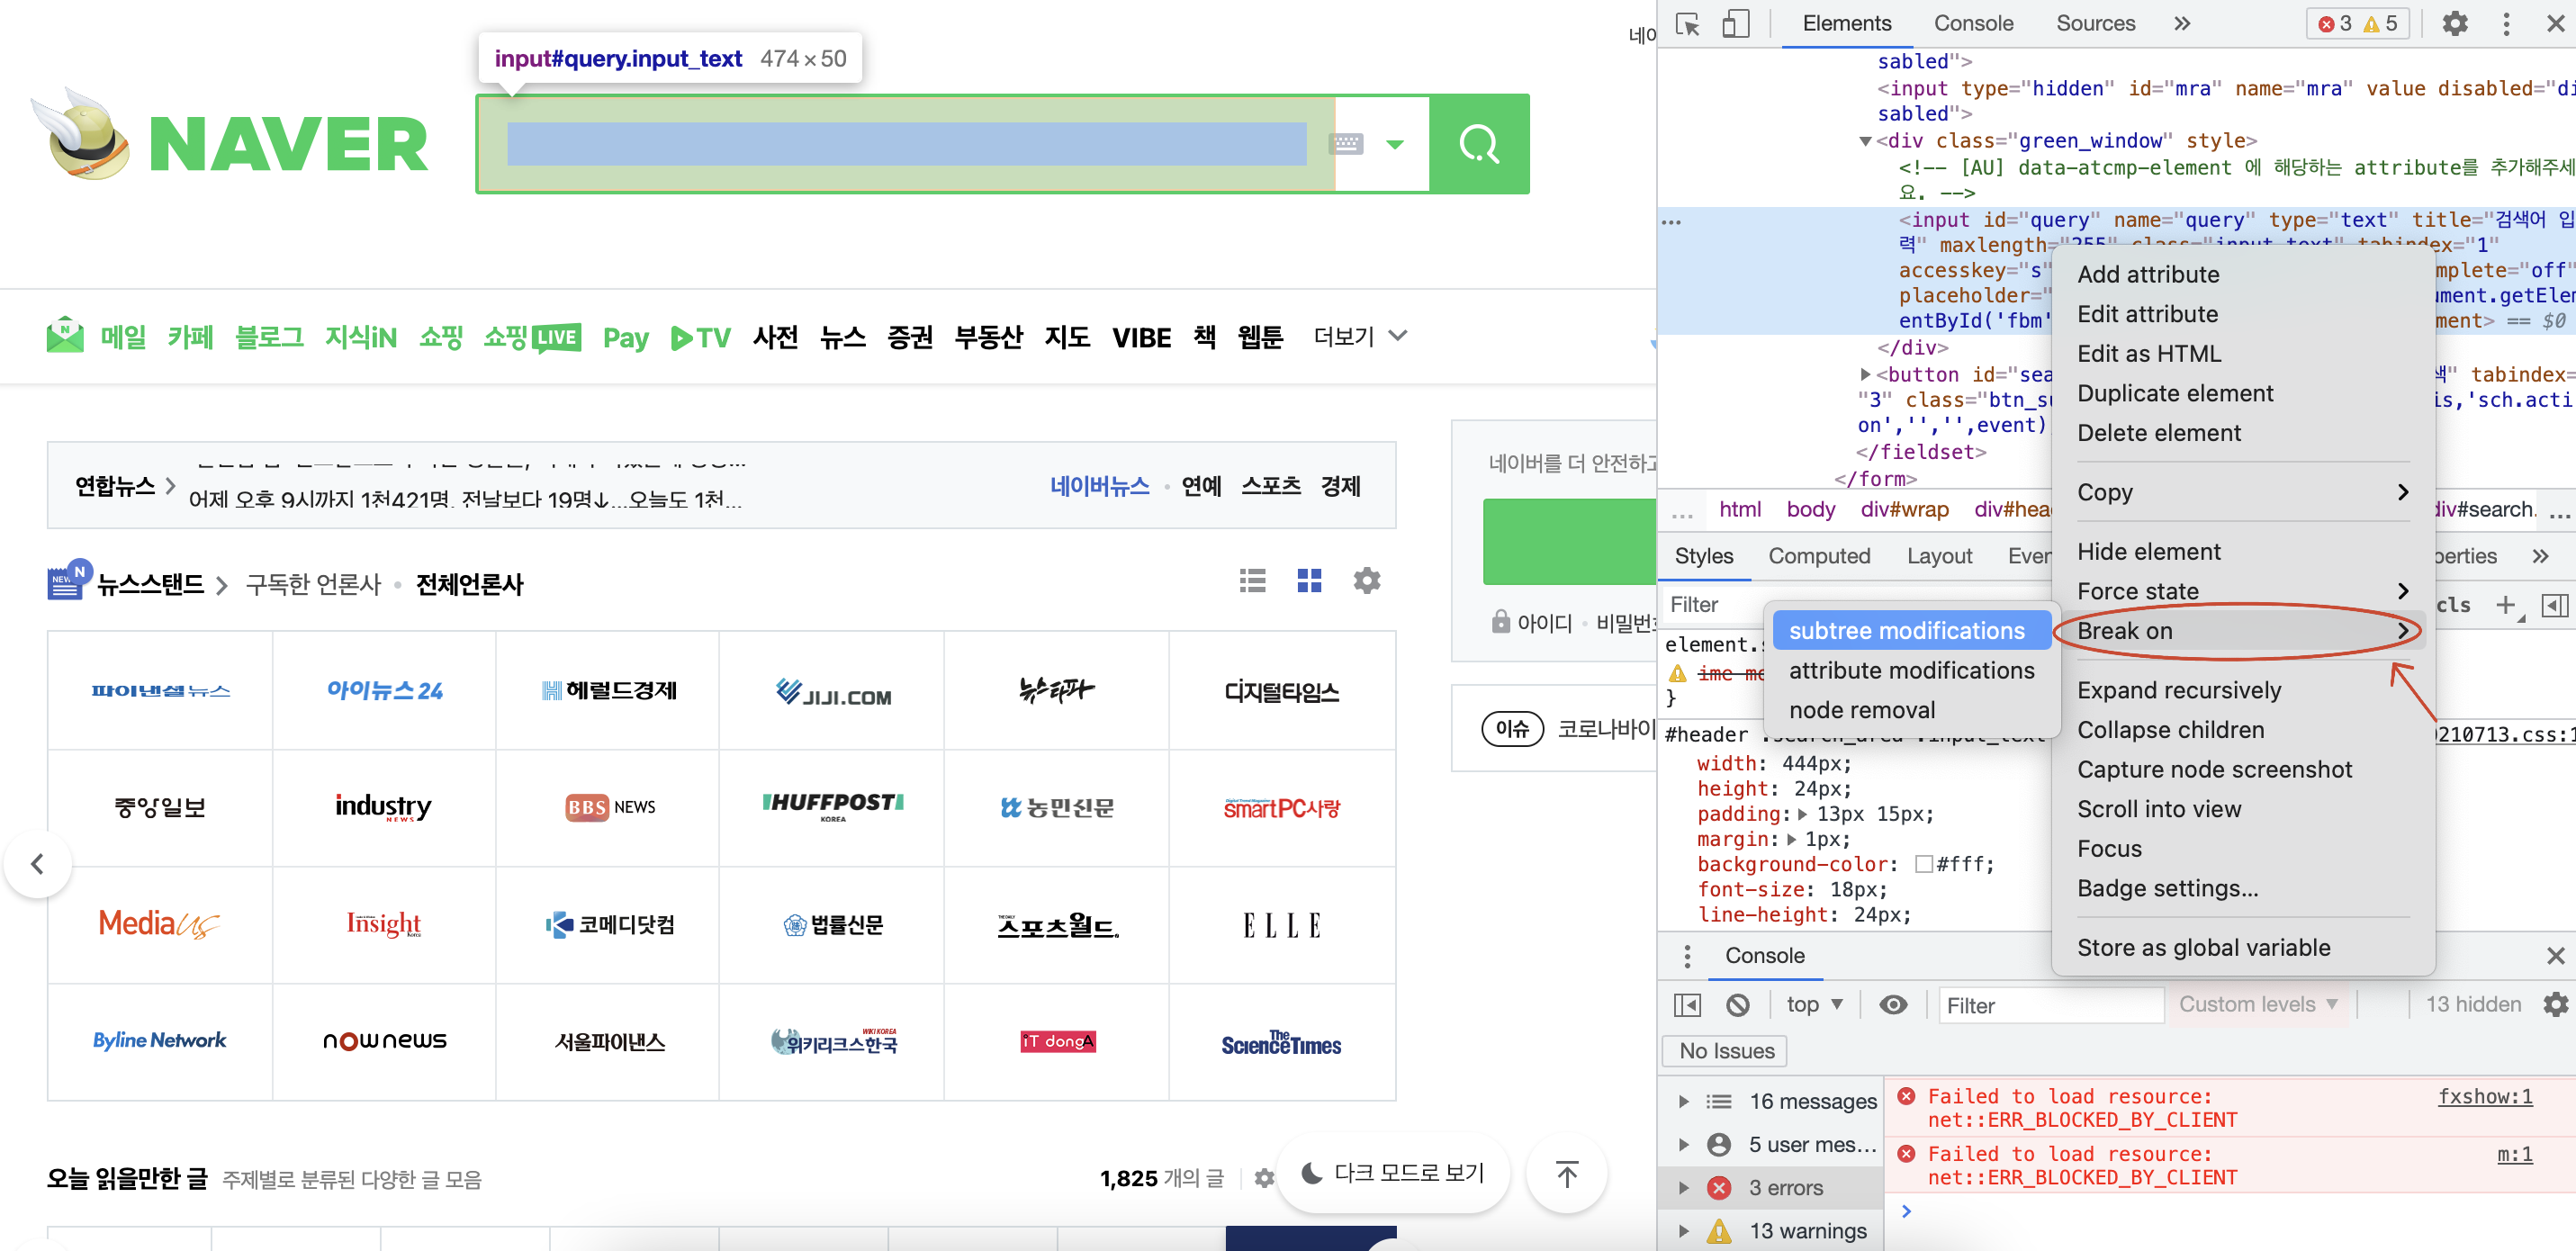 네이
input#query.input_text 474 × 50
NAVER
메일 카페 블로그 지식iN 쇼핑 쇼핑LIVE Pay TV 사전 뉴스 증권 부동산 지도 VIBE 책 웹툰 더보기
연합뉴스
어제 오후 9시까지 1천421명, 전날보다 19명↓...오늘도 1천...
네이버뉴스 연예 스포츠 경제
네이버를 더 안전하고
아이디 비밀번호
이슈 코로나바이
NEW N
뉴스스탠드 구독한 언론사 전체언론사
파이낸셜뉴스 아이뉴스24 헤럴드경제 JIJI.COM 뉴스타파 디지털타임스
중앙일보 industry NEWS BBS NEWS HUFFPOST KOREA 농민신문 smartPC사랑
Mediaus Insight 코메디닷컴 법률신문 스포츠월드 ELLE
Byline Network nownews 서울파이낸스 WIKI KOREA 위키리크스한국 iT dongA The ScienceTimes
오늘 읽을만한 글 주제별로 분류된 다양한 글 모음
1,825 개의 글
다크 모드로 보기
Elements Console Sources 3 5
sabled">
<input type="hidden" id="mra" name="mra" value disabled="di
sabled">
<div class="green_window" style>
<!-- [AU] data-atcmp-element 에 해당하는 attribute를 추가해주세
요. -->
<input id="query" name="query" type="text" title="검색어 입
력" maxlength="255" class="input_text" tabindex="1"
accesskey="s" mplete="off"
placeholder=" ument.getElem
entById('fbm' ment> == $0
</div>
<button id="sea 색" tabindex=
"3" class="btn_su is,'sch.acti
on','','',event)
</fieldset>
</form>
... html body div#wrap div#hea div#search. ...
Styles Computed Layout Even perties
Filter cls
element.s
ime-mo
}
#header .search_area .input_text 0210713.css:1
width: 444px;
height: 24px;
padding: 13px 15px;
margin: 1px;
background-color: #fff;
font-size: 18px;
line-height: 24px;
Add attribute
Edit attribute
Edit as HTML
Duplicate element
Delete element
Copy
Hide element
Force state
Break on
Expand recursively
Collapse children
Capture node screenshot
Scroll into view
Focus
Badge settings...
Store as global variable
subtree modifications
attribute modifications
node removal
Console
top Filter Custom levels 13 hidden
No Issues
16 messages
5 user mes...
3 errors
13 warnings
Failed to load resource: fxshow:1
net::ERR_BLOCKED_BY_CLIENT
Failed to load resource: m:1
net::ERR_BLOCKED_BY_CLIENT